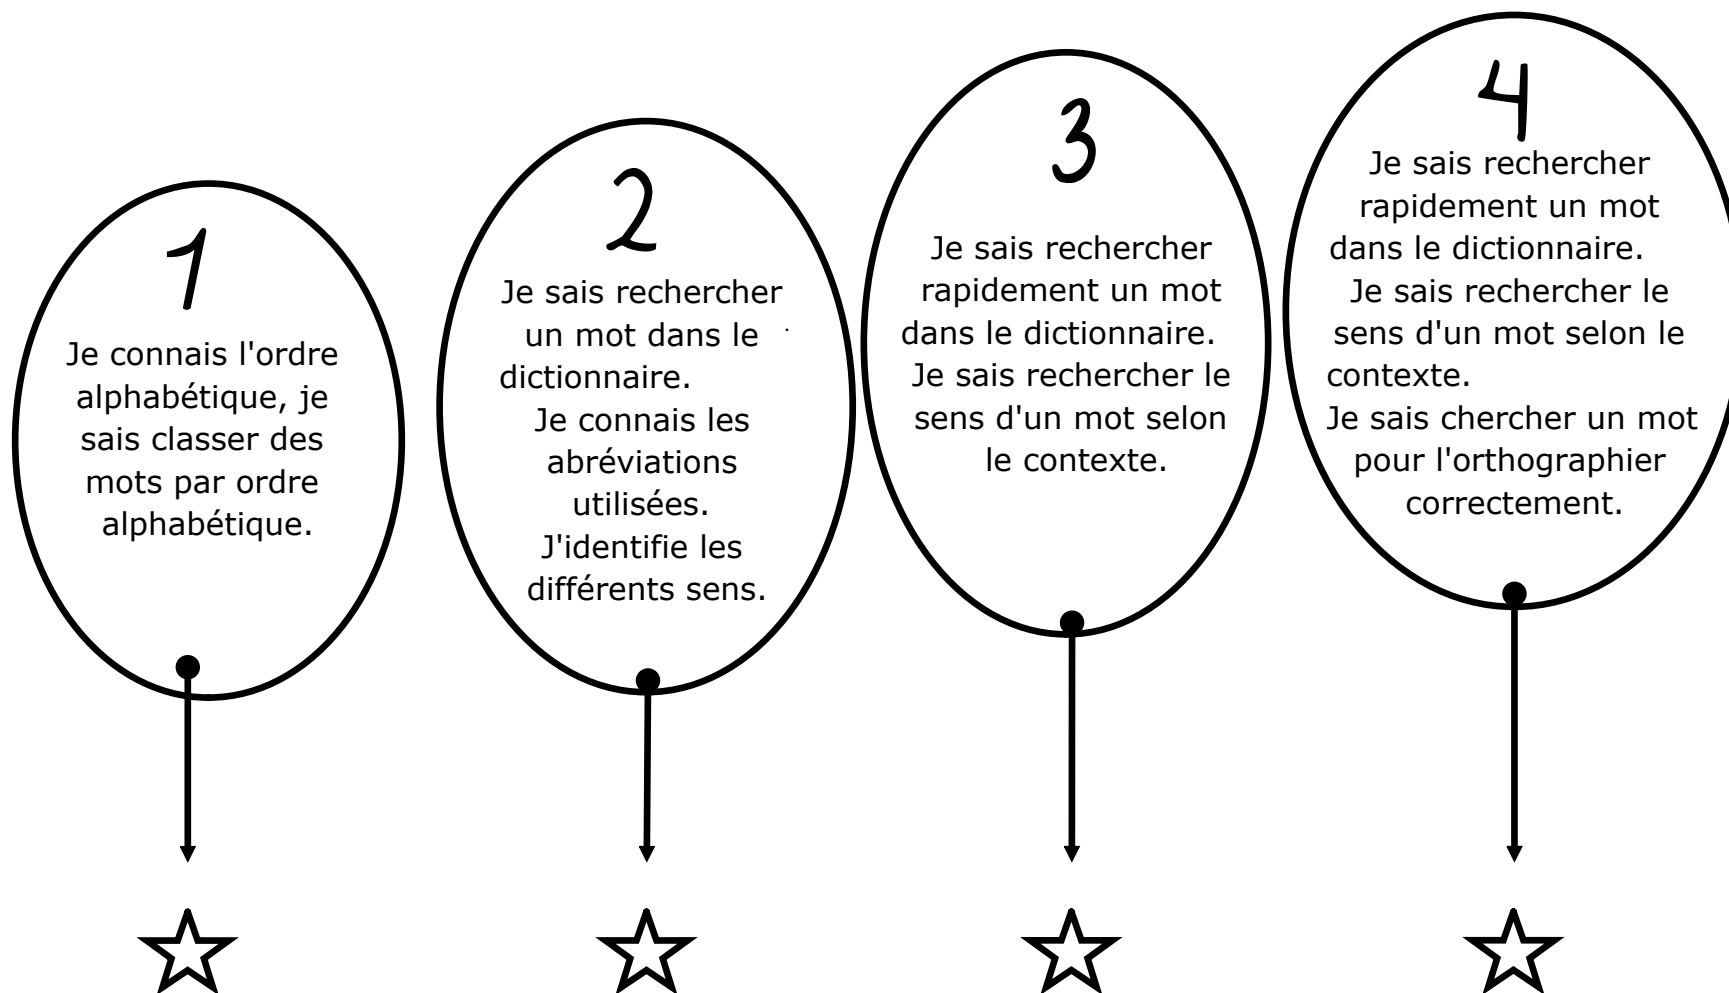 1
Je connais l'ordre
alphabétique, je
sais classer des
mots par ordre
alphabétique.
2
Je sais rechercher
un mot dans le
dictionnaire.
Je connais les
abréviations
utilisées.
J'identifie les
différents sens.
3
Je sais rechercher
rapidement un mot
dans le dictionnaire.
Je sais rechercher le
sens d'un mot selon
le contexte.
4
Je sais rechercher
rapidement un mot
dans le dictionnaire.
Je sais rechercher le
sens d'un mot selon le
contexte.
Je sais chercher un mot
pour l'orthographier
correctement.